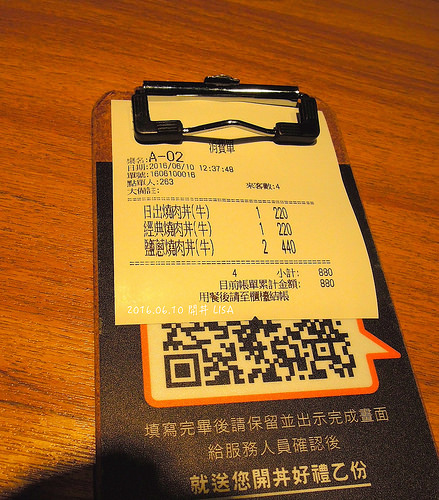 消費單
桌名:A-02
日期:2016/06/10 12:37:48
單號:1606100016
點單人:263 來客數:4
大備註:
日出燒肉丼(牛) 1 220
經典燒肉丼(牛) 1 220
鹽蔥燒肉丼(牛) 2 440
4 小計: 880
目前帳單累計金額: 880
用餐後請至櫃檯結帳
2016.06.10 開丼 LISA
填寫完畢後請保留並出示完成畫面
給服務人員確認後
就送您開丼好禮乙份